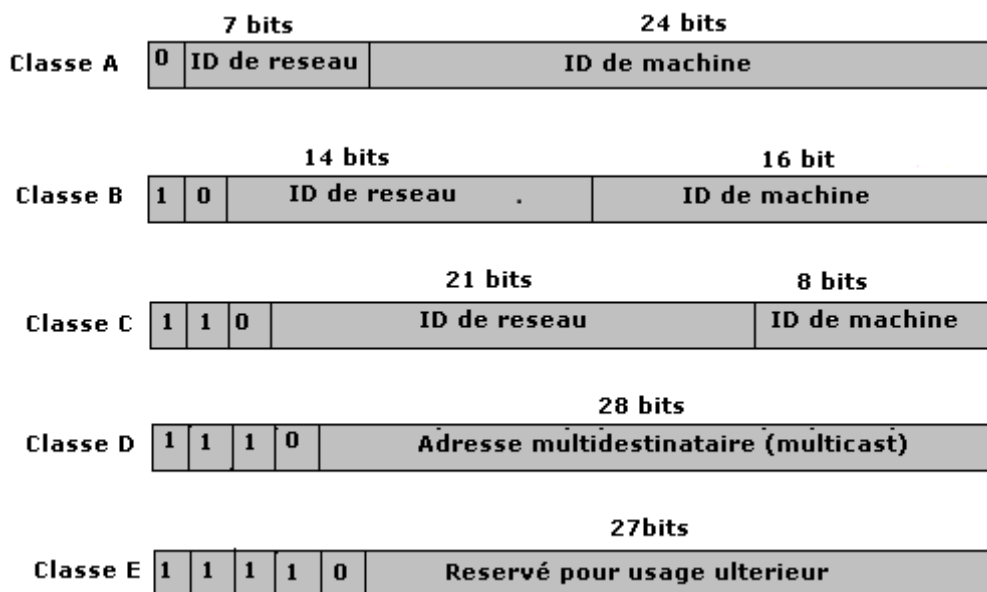 7 bits 24 bits
Classe A 0 ID de reseau ID de machine
14 bits 16 bit
Classe B 1 0 ID de reseau . ID de machine
21 bits 8 bits
Classe C 1 1 0 ID de reseau ID de machine
28 bits
Classe D 1 1 1 0 Adresse multidestinataire (multicast)
27bits
Classe E 1 1 1 1 0 Reservé pour usage ulterieur